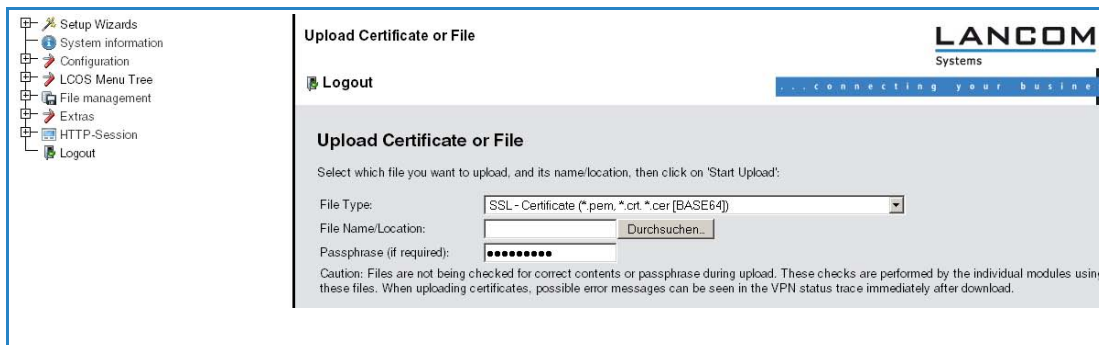 Setup Wizards
System information
Configuration
LCOS Menu Tree
File management
Extras
HTTP-Session
Logout
Upload Certificate or File
LANCOM
Systems
Logout
...connecting your busine
Upload Certificate or File
Select which file you want to upload, and its name/location, then click on 'Start Upload':
File Type:
SSL - Certificate (*.pem, *.crt. *.cer [BASE64])
File Name/Location:
Durchsuchen..
Passphrase (if required):
●●●●●●●●●
Caution: Files are not being checked for correct contents or passphrase during upload. These checks are performed by the individual modules using
these files. When uploading certificates, possible error messages can be seen in the VPN status trace immediately after download.